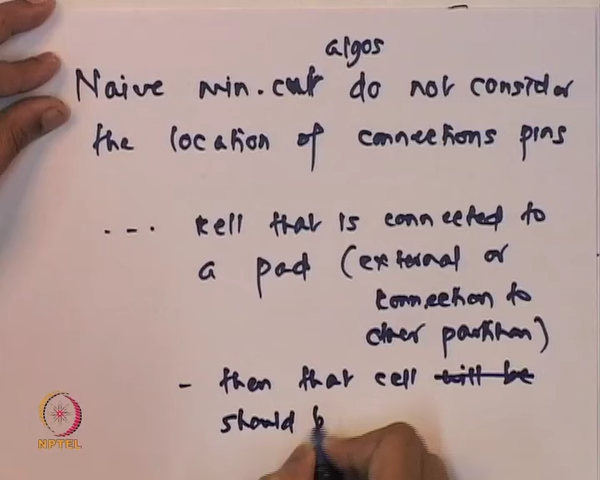 algos
Naive min.cut do not consider
the location of connections pins
... cell that is connected to
a pad (external or
connection to
other partition)
- then that cell will be
should b
NPTEL